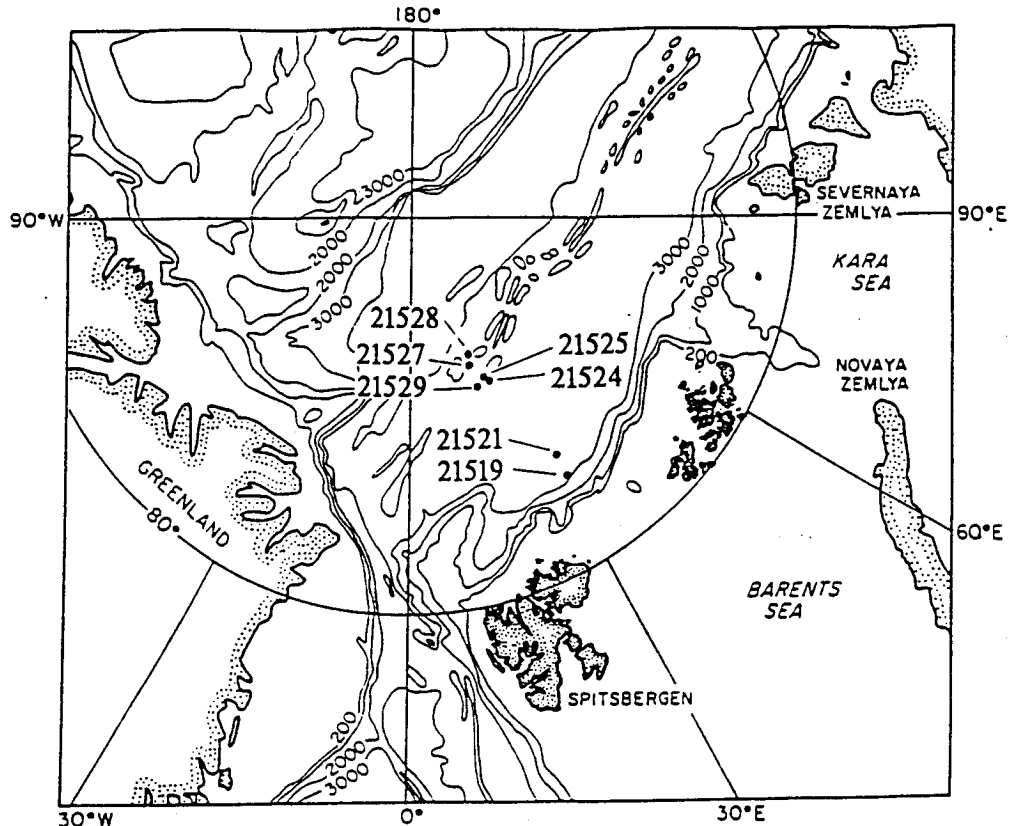 180°
3000
2
90°W
90°E
SEVERNAYA
ZEMLYA
2000
2000
3000
3000
2000
1000
KARA
SEA
21528
21527
21529
21525
21524
200
NOVAYA
ZEMLYA
21521
21519
GREENLAND
80°
60°E
BARENTS
SEA
SPITSBERGEN
200
2000
3000
30°W
0°
30°E